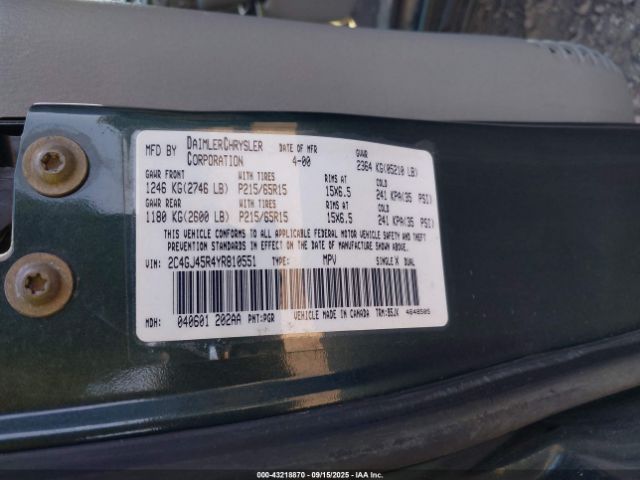 MFD BY DAIMLERCHRYSLER CORPORATION DATE OF MFR 4-00 GVWR 2364 KG(05210 LB)
GAWR FRONT WITH TIRES RIMS AT COLD
1246 KG(2746 LB) P215/65R15 15X6.5 241 KPA(35 PSI)
GAWR REAR WITH TIRES RIMS AT COLD
1180 KG(2600 LB) P215/65R15 15X6.5 241 KPA(35 PSI)
THIS VEHICLE CONFORMS TO ALL APPLICABLE FEDERAL MOTOR VEHICLE SAFETY AND THEFT
PREVENTION STANDARDS IN EFFECT ON THE DATE OF MANUFACTURE SHOWN ABOVE.
VIN: 2C4GJ45R4YR810551 TYPE: MPV SINGLE X DUAL
MDH: 040601 202AA PNT:PGR VEHICLE MADE IN CANADA TRM:B5JK 4648505
000-43218870 - 09/15/2025 - IAAI.com Inc.